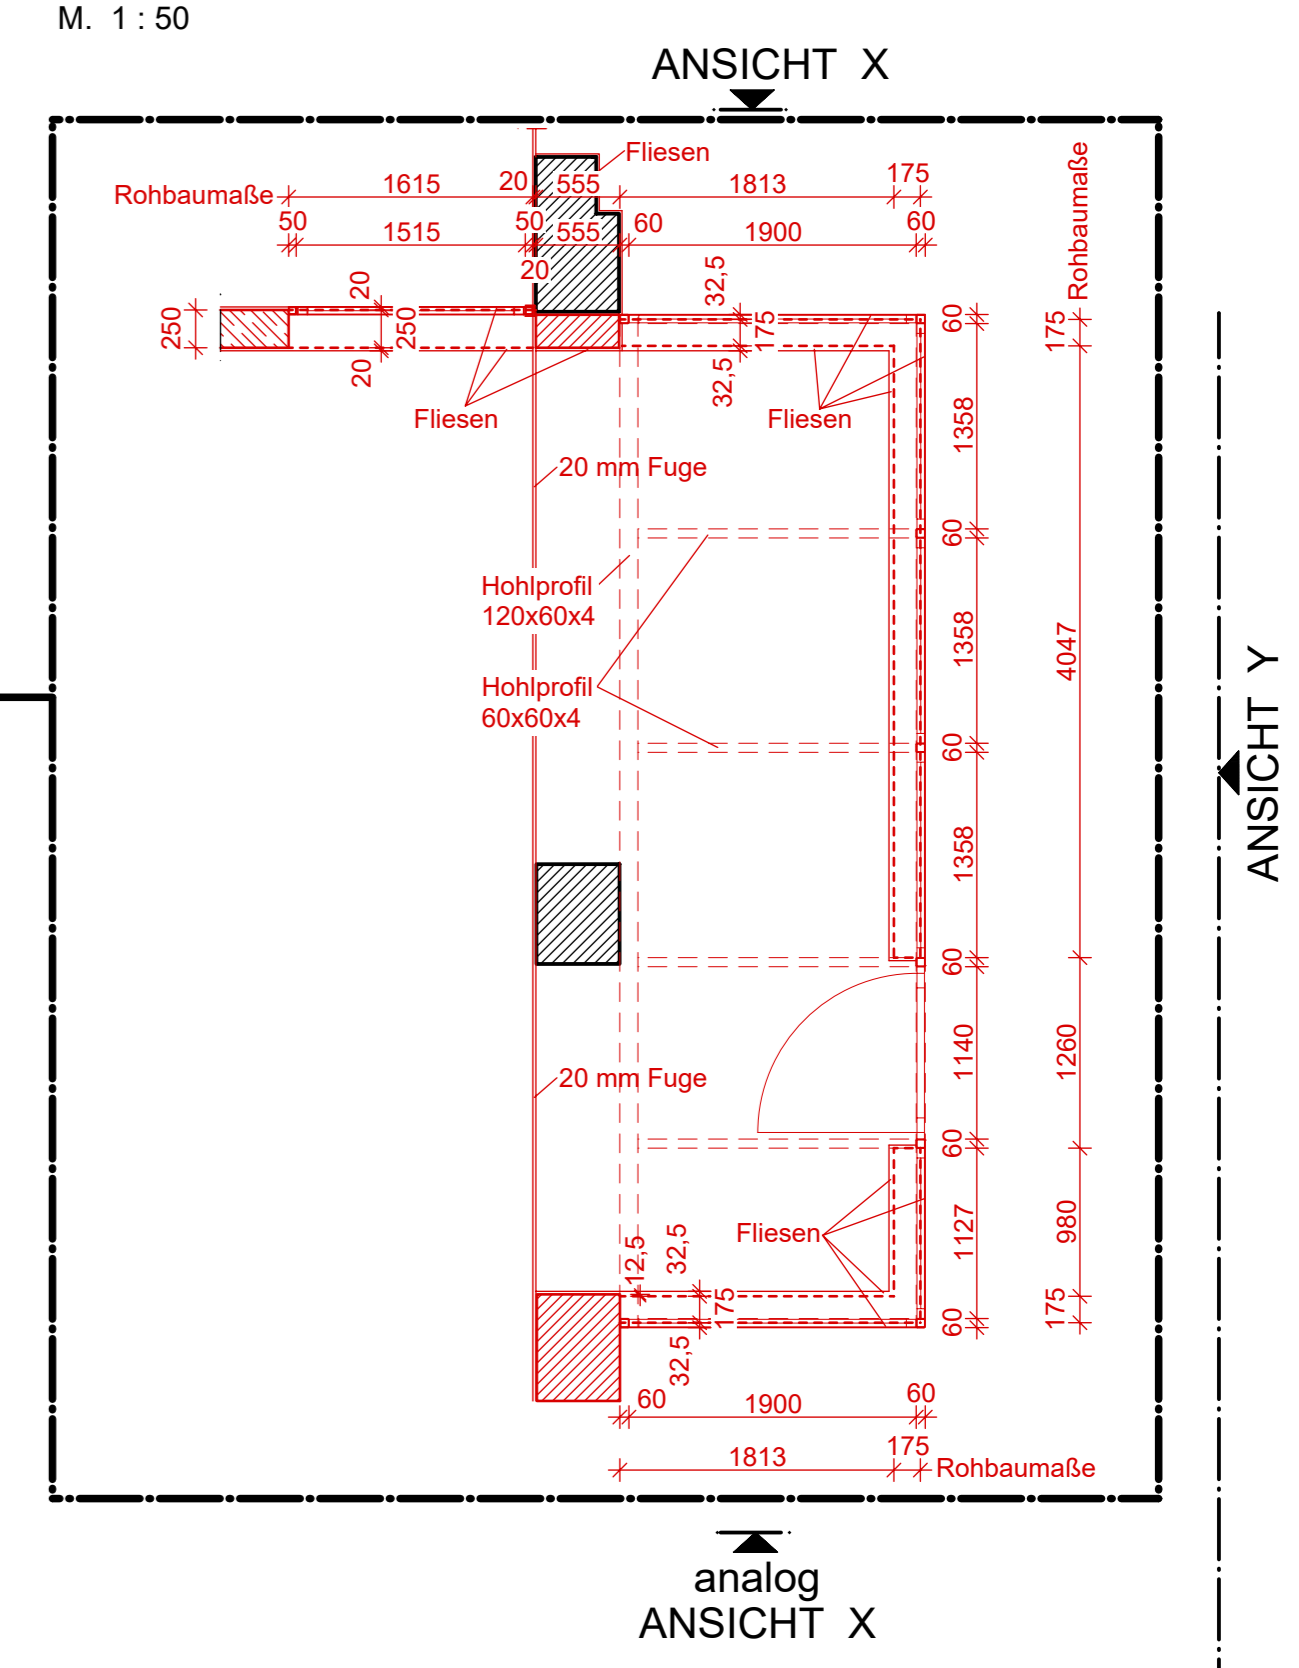 M. 1 : 50
ANSICHT X
Fliesen
Rohbaumaße
1615
20
555
1813
175
Rohbaumaße
50
1515
50
555
60
1900
60
20
20
32,5
250
250
175
60
175
20
32,5
Fliesen
Fliesen
1358
20 mm Fuge
60
Hohlprofil
120x60x4
1358
4047
Hohlprofil
60x60x4
60
ANSICHT Y
1358
60
1140
1260
20 mm Fuge
60
Fliesen
1127
980
12,5
32,5
175
60
175
32,5
60
1900
60
1813
175
Rohbaumaße
analog
ANSICHT X